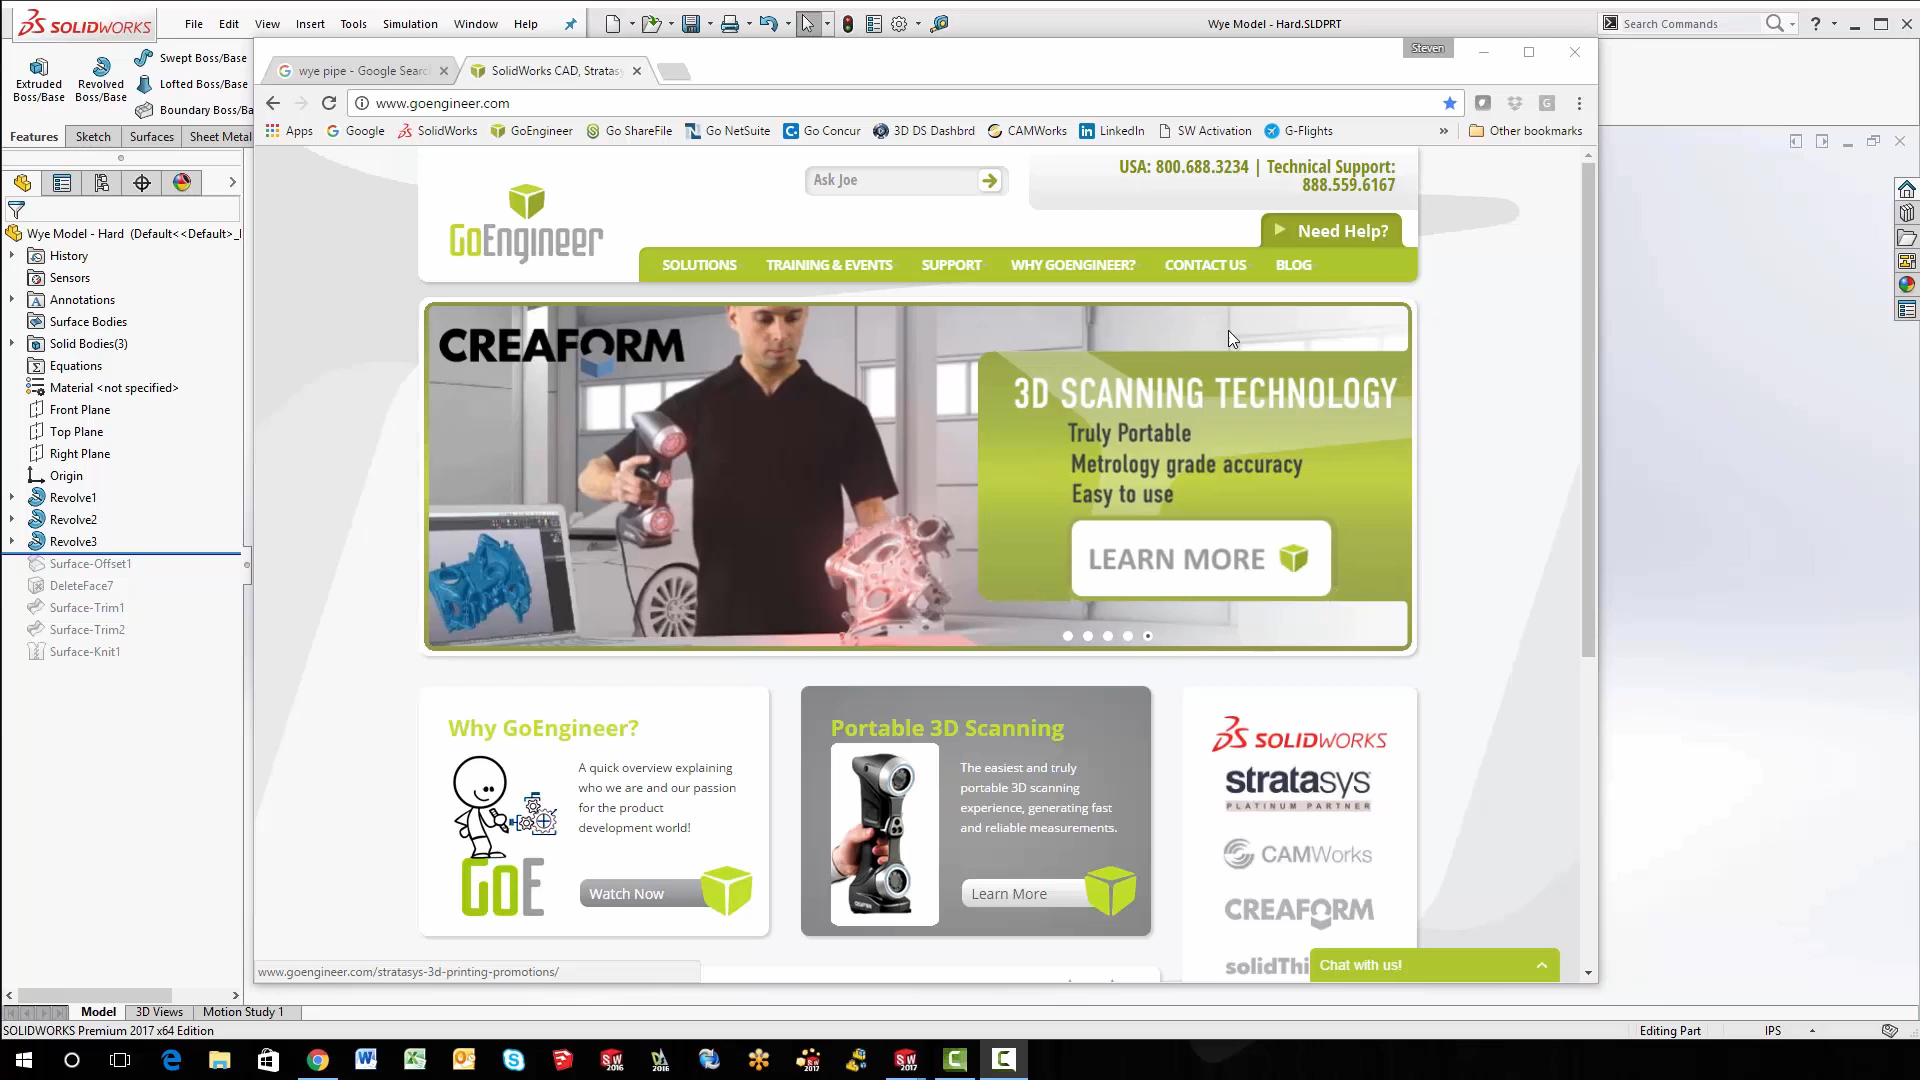 SOLIDWORKS
File Edit View Insert Tools Simulation Window Help
Wye Model - Hard.SLDPRT
Search Commands
Extruded Boss/Base
Revolved Boss/Base
Swept Boss/Base
Lofted Boss/Base
Boundary Boss/Ba
Features Sketch Surfaces Sheet Metal
Steven
wye pipe - Google Searc
SolidWorks CAD, Stratasy
www.goengineer.com
Apps Google SolidWorks GoEngineer Go ShareFile Go NetSuite Go Concur 3D DS Dashbrd CAMWorks LinkedIn SW Activation G-Flights » Other bookmarks
Wye Model - Hard (Default<<Default>_
History
Sensors
Annotations
Surface Bodies
Solid Bodies(3)
Equations
Material <not specified>
Front Plane
Top Plane
Right Plane
Origin
Revolve1
Revolve2
Revolve3
Surface-Offset1
DeleteFace7
Surface-Trim1
Surface-Trim2
Surface-Knit1
GoEngineer
Ask Joe
USA: 800.688.3234 | Technical Support:
888.559.6167
Need Help?
SOLUTIONS TRAINING & EVENTS SUPPORT WHY GOENGINEER? CONTACT US BLOG
CREAFORM
3D SCANNING TECHNOLOGY
Truly Portable
Metrology grade accuracy
Easy to use
LEARN MORE
Why GoEngineer?
A quick overview explaining
who we are and our passion
for the product
development world!
GoE
Watch Now
Portable 3D Scanning
The easiest and truly
portable 3D scanning
experience, generating fast
and reliable measurements.
Learn More
SOLIDWORKS
stratasys
PLATINUM PARTNER
CAMWorks
CREAFORM
solidThi
Chat with us!
www.goengineer.com/stratasys-3d-printing-promotions/
Model 3D Views Motion Study 1
SOLIDWORKS Premium 2017 x64 Edition
Editing Part
IPS
SW 2016
2016
2017
SW 2017